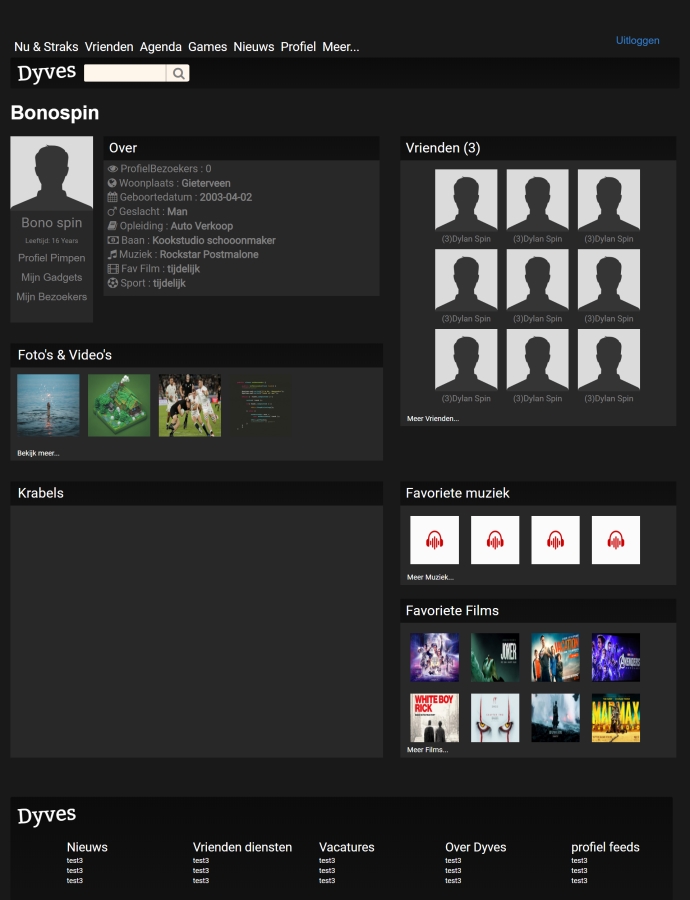 Uitloggen
Nu & Straks Vrienden Agenda Games Nieuws Profiel Meer...
Dyves
Bonospin
Bono spin
Leeftijd: 16 Years
Profiel Pimpen
Mijn Gadgets
Mijn Bezoekers
Over
ProfielBezoekers : 0
Woonplaats : Gieterveen
Geboortedatum : 2003-04-02
Geslacht : Man
Opleiding : Auto Verkoop
Baan : Kookstudio schooonmaker
Muziek : Rockstar Postmalone
Fav Film : tijdelijk
Sport : tijdelijk
Vrienden (3)
(3)Dylan Spin (3)Dylan Spin (3)Dylan Spin
(3)Dylan Spin (3)Dylan Spin (3)Dylan Spin
(3)Dylan Spin (3)Dylan Spin (3)Dylan Spin
Meer Vrienden...
Foto's & Video's
Bekijk meer...
Krabels
Favoriete muziek
Meer Muziek...
Favoriete Films
JOKER
AVENGERS
WHITE BOY
RICK
IT
MAD MAX
Meer Films...
Dyves
Nieuws
test3
test3
test3
Vrienden diensten
test3
test3
test3
Vacatures
test3
test3
test3
Over Dyves
test3
test3
test3
profiel feeds
test3
test3
test3